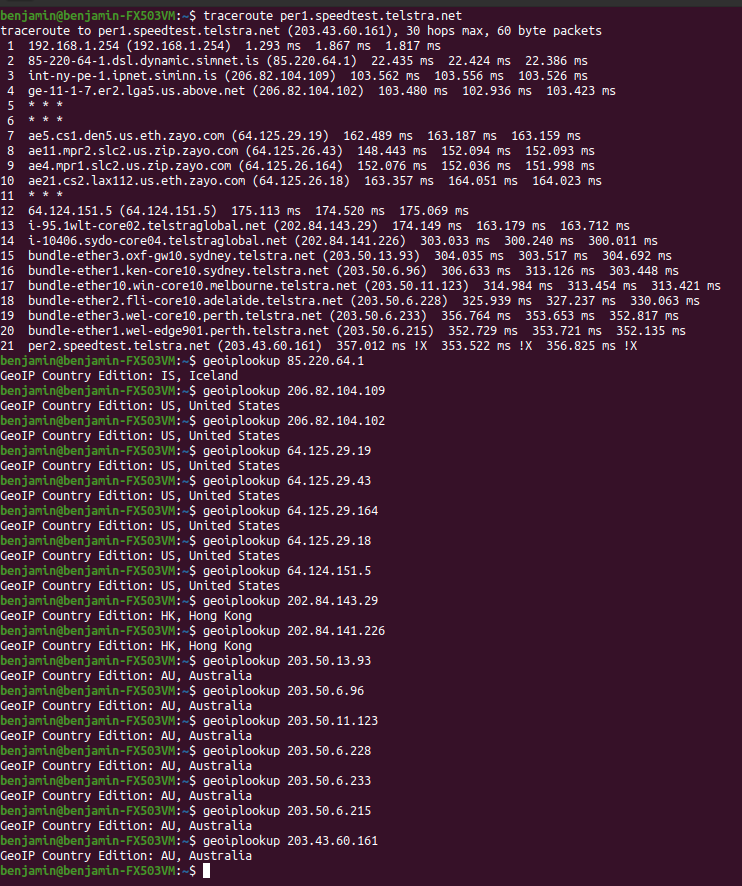 benjamin@benjamin-FX503VM:~$ traceroute per1.speedtest.telstra.net
traceroute to per1.speedtest.telstra.net (203.43.60.161), 30 hops max, 60 byte packets
 1  192.168.1.254 (192.168.1.254)  1.293 ms  1.867 ms  1.817 ms
 2  85-220-64-1.dsl.dynamic.simnet.is (85.220.64.1)  22.435 ms  22.424 ms  22.386 ms
 3  int-ny-pe-1.ipnet.siminn.is (206.82.104.109)  103.562 ms  103.556 ms  103.526 ms
 4  ge-11-1-7.er2.lga5.us.above.net (206.82.104.102)  103.480 ms  102.936 ms  103.423 ms
 5  * * *
 6  * * *
 7  ae5.cs1.den5.us.eth.zayo.com (64.125.29.19)  162.489 ms  163.187 ms  163.159 ms
 8  ae11.mpr2.slc2.us.zip.zayo.com (64.125.26.43)  148.443 ms  152.094 ms  152.093 ms
 9  ae4.mpr1.slc2.us.zip.zayo.com (64.125.26.164)  152.076 ms  152.036 ms  151.998 ms
10  ae21.cs2.lax112.us.eth.zayo.com (64.125.26.18)  163.357 ms  164.051 ms  164.023 ms
11  * * *
12  64.124.151.5 (64.124.151.5)  175.113 ms  174.520 ms  175.069 ms
13  i-95.1wlt-core02.telstraglobal.net (202.84.143.29)  174.149 ms  163.179 ms  163.712 ms
14  i-10406.sydo-core04.telstraglobal.net (202.84.141.226)  303.033 ms  300.240 ms  300.011 ms
15  bundle-ether3.oxf-gw10.sydney.telstra.net (203.50.13.93)  304.035 ms  303.517 ms  304.692 ms
16  bundle-ether1.ken-core10.sydney.telstra.net (203.50.6.96)  306.633 ms  313.126 ms  303.448 ms
17  bundle-ether10.win-core10.melbourne.telstra.net (203.50.11.123)  314.984 ms  313.454 ms  313.421 ms
18  bundle-ether2.fli-core10.adelaide.telstra.net (203.50.6.228)  325.939 ms  327.237 ms  330.063 ms
19  bundle-ether3.wel-core10.perth.telstra.net (203.50.6.233)  356.764 ms  353.653 ms  352.817 ms
20  bundle-ether1.wel-edge901.perth.telstra.net (203.50.6.215)  352.729 ms  353.721 ms  352.135 ms
21  per2.speedtest.telstra.net (203.43.60.161)  357.012 ms !X  353.522 ms !X  356.825 ms !X
benjamin@benjamin-FX503VM:~$ geoiplookup 85.220.64.1
GeoIP Country Edition: IS, Iceland
benjamin@benjamin-FX503VM:~$ geoiplookup 206.82.104.109
GeoIP Country Edition: US, United States
benjamin@benjamin-FX503VM:~$ geoiplookup 206.82.104.102
GeoIP Country Edition: US, United States
benjamin@benjamin-FX503VM:~$ geoiplookup 64.125.29.19
GeoIP Country Edition: US, United States
benjamin@benjamin-FX503VM:~$ geoiplookup 64.125.29.43
GeoIP Country Edition: US, United States
benjamin@benjamin-FX503VM:~$ geoiplookup 64.125.29.164
GeoIP Country Edition: US, United States
benjamin@benjamin-FX503VM:~$ geoiplookup 64.125.29.18
GeoIP Country Edition: US, United States
benjamin@benjamin-FX503VM:~$ geoiplookup 64.124.151.5
GeoIP Country Edition: US, United States
benjamin@benjamin-FX503VM:~$ geoiplookup 202.84.143.29
GeoIP Country Edition: HK, Hong Kong
benjamin@benjamin-FX503VM:~$ geoiplookup 202.84.141.226
GeoIP Country Edition: HK, Hong Kong
benjamin@benjamin-FX503VM:~$ geoiplookup 203.50.13.93
GeoIP Country Edition: AU, Australia
benjamin@benjamin-FX503VM:~$ geoiplookup 203.50.6.96
GeoIP Country Edition: AU, Australia
benjamin@benjamin-FX503VM:~$ geoiplookup 203.50.11.123
GeoIP Country Edition: AU, Australia
benjamin@benjamin-FX503VM:~$ geoiplookup 203.50.6.228
GeoIP Country Edition: AU, Australia
benjamin@benjamin-FX503VM:~$ geoiplookup 203.50.6.233
GeoIP Country Edition: AU, Australia
benjamin@benjamin-FX503VM:~$ geoiplookup 203.50.6.215
GeoIP Country Edition: AU, Australia
benjamin@benjamin-FX503VM:~$ geoiplookup 203.43.60.161
GeoIP Country Edition: AU, Australia
benjamin@benjamin-FX503VM:~$